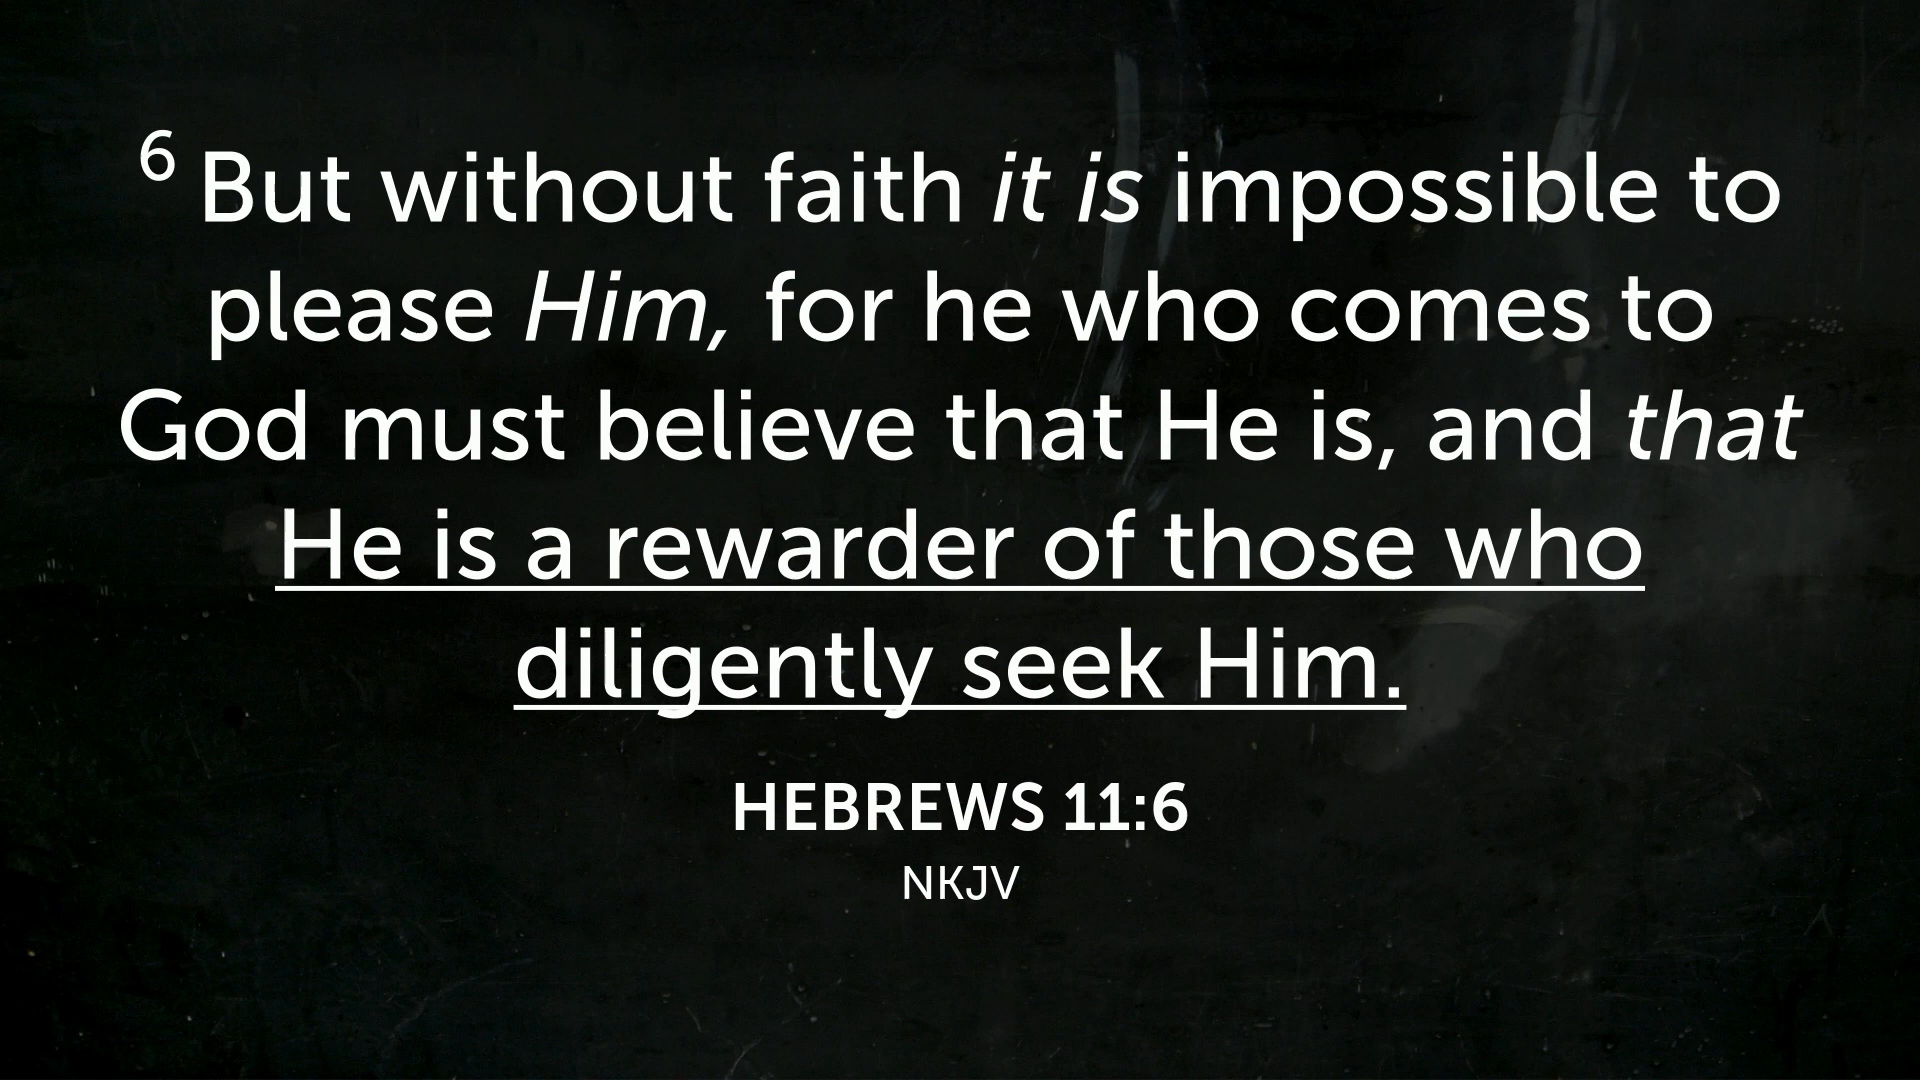 6 But without faith it is impossible to
please Him, for he who comes to
God must believe that He is, and that
He is a rewarder of those who
diligently seek Him.
HEBREWS 11:6
NKJV